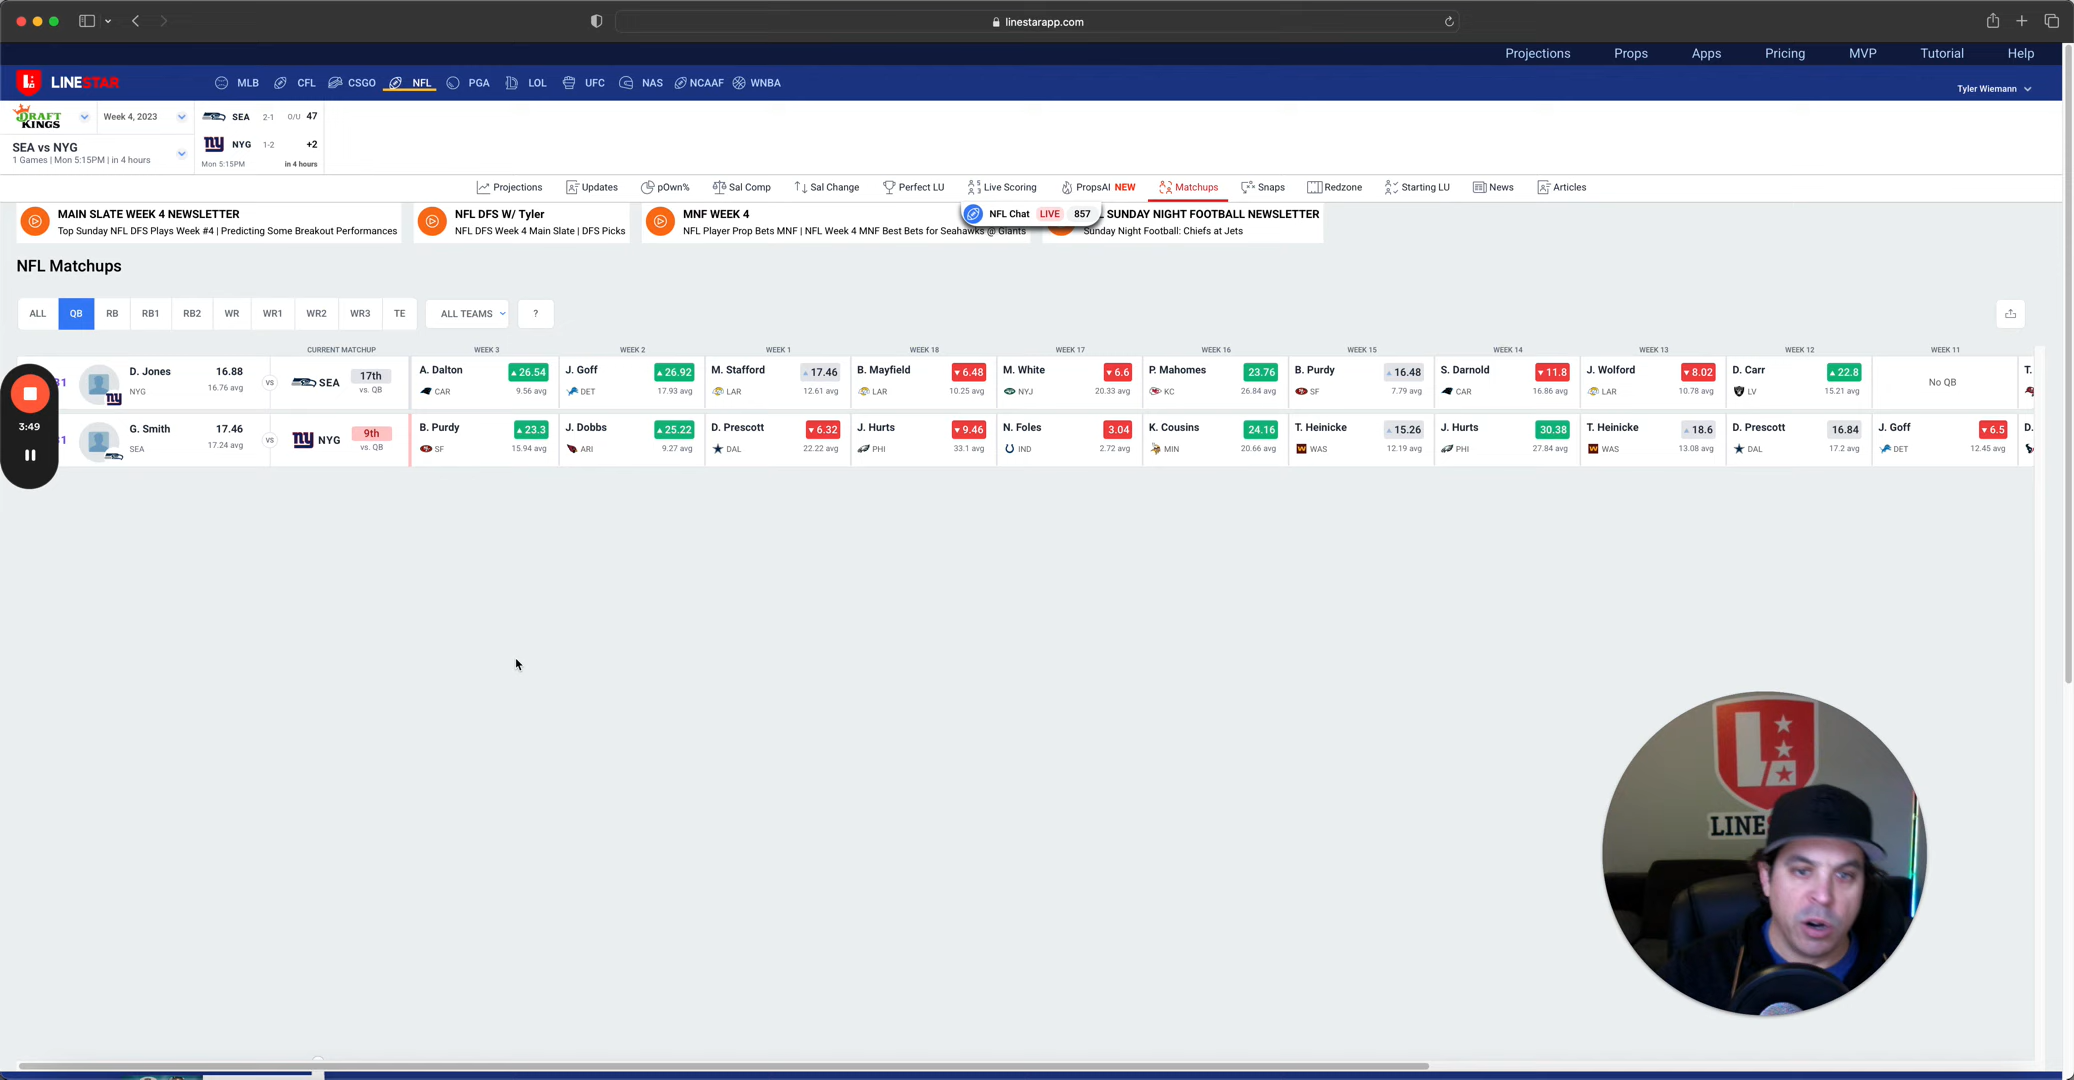 linestarapp.com
Projections Props Apps Pricing MVP Tutorial Help
LINESTAR MLB CFL CSGO NFL PGA LOL UFC NAS NCAAF WNBA Tyler Wiemann
DRAFT KINGS Week 4, 2023 SEA 2-1 O/U 47
SEA vs NYG NYG 1-2 +2
1 Games | Mon 5:15PM | in 4 hours Mon 5:15PM in 4 hours
Projections Updates pOwn% Sal Comp Sal Change Perfect LU Live Scoring PropsAI NEW Matchups Snaps Redzone Starting LU News Articles
MAIN SLATE WEEK 4 NEWSLETTER NFL DFS W/ Tyler MNF WEEK 4 NFL Chat LIVE 857 SUNDAY NIGHT FOOTBALL NEWSLETTER
Top Sunday NFL DFS Plays Week #4 | Predicting Some Breakout Performances NFL DFS Week 4 Main Slate | DFS Picks NFL Player Prop Bets MNF | NFL Week 4 MNF Best Bets for Seahawks @ Giants Sunday Night Football: Chiefs at Jets
NFL Matchups
ALL QB RB RB1 RB2 WR WR1 WR2 WR3 TE ALL TEAMS ?
CURRENT MATCHUP WEEK 3 WEEK 2 WEEK 1 WEEK 18 WEEK 17 WEEK 16 WEEK 15 WEEK 14 WEEK 13 WEEK 12 WEEK 11
D. Jones 16.88 VS SEA 17th A. Dalton 26.54 J. Goff 26.92 M. Stafford 17.46 B. Mayfield 6.48 M. White 6.6 P. Mahomes 23.76 B. Purdy 16.48 S. Darnold 11.8 J. Wolford 8.02 D. Carr 22.8 No QB T.
NYG 16.76 avg vs. QB CAR 9.56 avg DET 17.93 avg LAR 12.61 avg LAR 10.25 avg NYJ 20.33 avg KC 26.84 avg SF 7.79 avg CAR 16.86 avg LAR 10.78 avg LV 15.21 avg
G. Smith 17.46 VS NYG 9th B. Purdy 23.3 J. Dobbs 25.22 D. Prescott 6.32 J. Hurts 9.46 N. Foles 3.04 K. Cousins 24.16 T. Heinicke 15.26 J. Hurts 30.38 T. Heinicke 18.6 D. Prescott 16.84 J. Goff 6.5 D.
SEA 17.24 avg vs. QB SF 15.94 avg ARI 9.27 avg DAL 22.22 avg PHI 33.1 avg IND 2.72 avg MIN 20.66 avg WAS 12.19 avg PHI 27.84 avg WAS 13.08 avg DAL 17.2 avg DET 12.45 avg
3:49
LINE